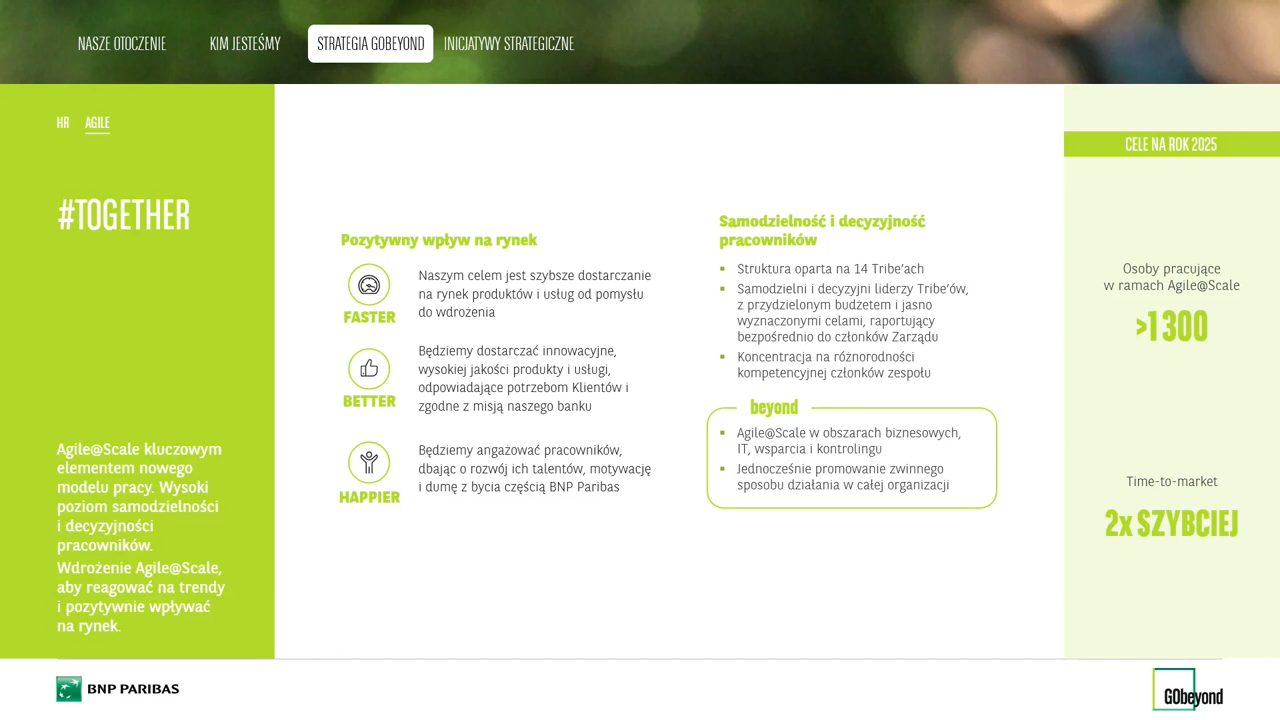 NASZE OTOCZENIE
KIM JESTEŚMY
STRATEGIA GOBEYOND
INICJATYWY STRATEGICZNE
HR
AGILE
#TOGETHER
Agile@Scale kluczowym
elementem nowego
modelu pracy. Wysoki
poziom samodzielności
i decyzyjności
pracowników.
Wdrożenie Agile@Scale,
aby reagować na trendy
i pozytywnie wpływać
na rynek.
Pozytywny wpływ na rynek
FASTER
Naszym celem jest szybsze dostarczanie
na rynek produktów i usług od pomysłu
do wdrożenia
BETTER
Będziemy dostarczać innowacyjne,
wysokiej jakości produkty i usługi,
odpowiadające potrzebom Klientów i
zgodne z misją naszego banku
HAPPIER
Będziemy angażować pracowników,
dbając o rozwój ich talentów, motywację
i dumę z bycia częścią BNP Paribas
Samodzielność i decyzyjność
pracowników
▪ Struktura oparta na 14 Tribe’ach
▪ Samodzielni i decyzyjni liderzy Tribe’ów,
z przydzielonym budżetem i jasno
wyznaczonymi celami, raportujący
bezpośrednio do członków Zarządu
▪ Koncentracja na różnorodności
kompetencyjnej członków zespołu
beyond
▪ Agile@Scale w obszarach biznesowych,
IT, wsparcia i kontrolingu
▪ Jednocześnie promowanie zwinnego
sposobu działania w całej organizacji
CELE NA ROK 2025
Osoby pracujące
w ramach Agile@Scale
>1 300
Time-to-market
2x SZYBCIEJ
BNP PARIBAS
GObeyond